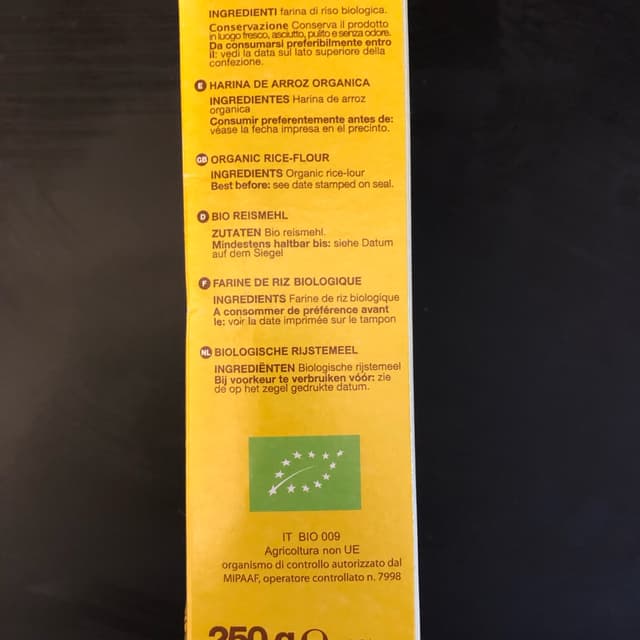 INGREDIENTI farina di riso biologica.
Conservazione Conserva il prodotto
in luogo fresco, asciutto, pulito e senza odore.
Da consumarsi preferibilmente entro
il: vedi la data sul lato superiore della
confezione.
E HARINA DE ARROZ ORGANICA
INGREDIENTES Harina de arroz
organica
Consumir preferentemente antes de:
véase la fecha impresa en el precinto.
GB ORGANIC RICE-FLOUR
INGREDIENTS Organic rice-lour
Best before: see date stamped on seal.
D BIO REISMEHL
ZUTATEN Bio reismehl.
Mindestens haltbar bis: siehe Datum
auf dem Siegel
F FARINE DE RIZ BIOLOGIQUE
INGREDIENTS Farine de riz biologique
A consommer de préférence avant
le: voir la date imprimée sur le tampon
NL BIOLOGISCHE RIJSTEMEEL
INGREDIËNTEN Biologische rijstemeel
Bij voorkeur te verbruiken vóór: zie
de op het zegel gedrukte datum.
IT BIO 009
Agricoltura non UE
organismo di controllo autorizzato dal
MIPAAF, operatore controllato n. 7998
250 g